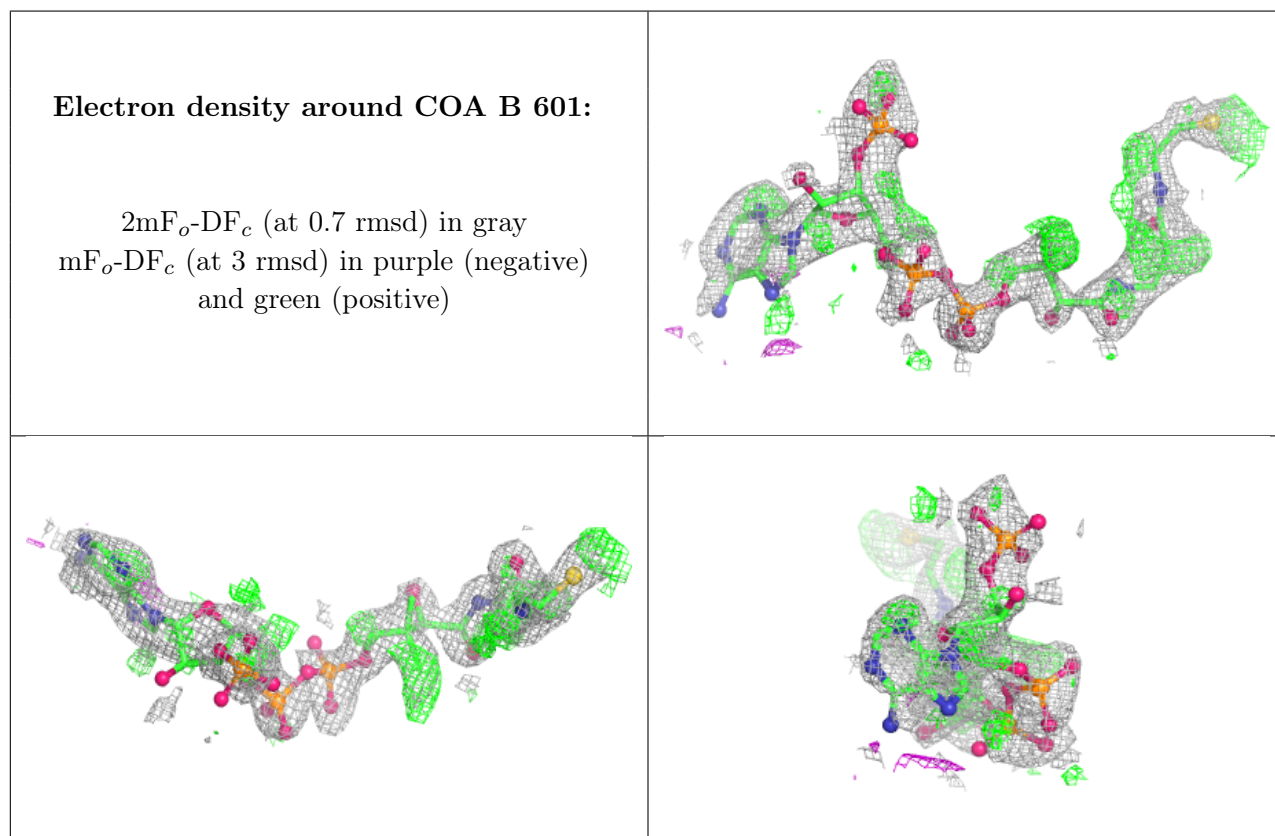 Electron density around COA B 601:
2mFo-DFc (at 0.7 rmsd) in gray
mFo-DFc (at 3 rmsd) in purple (negative)
and green (positive)